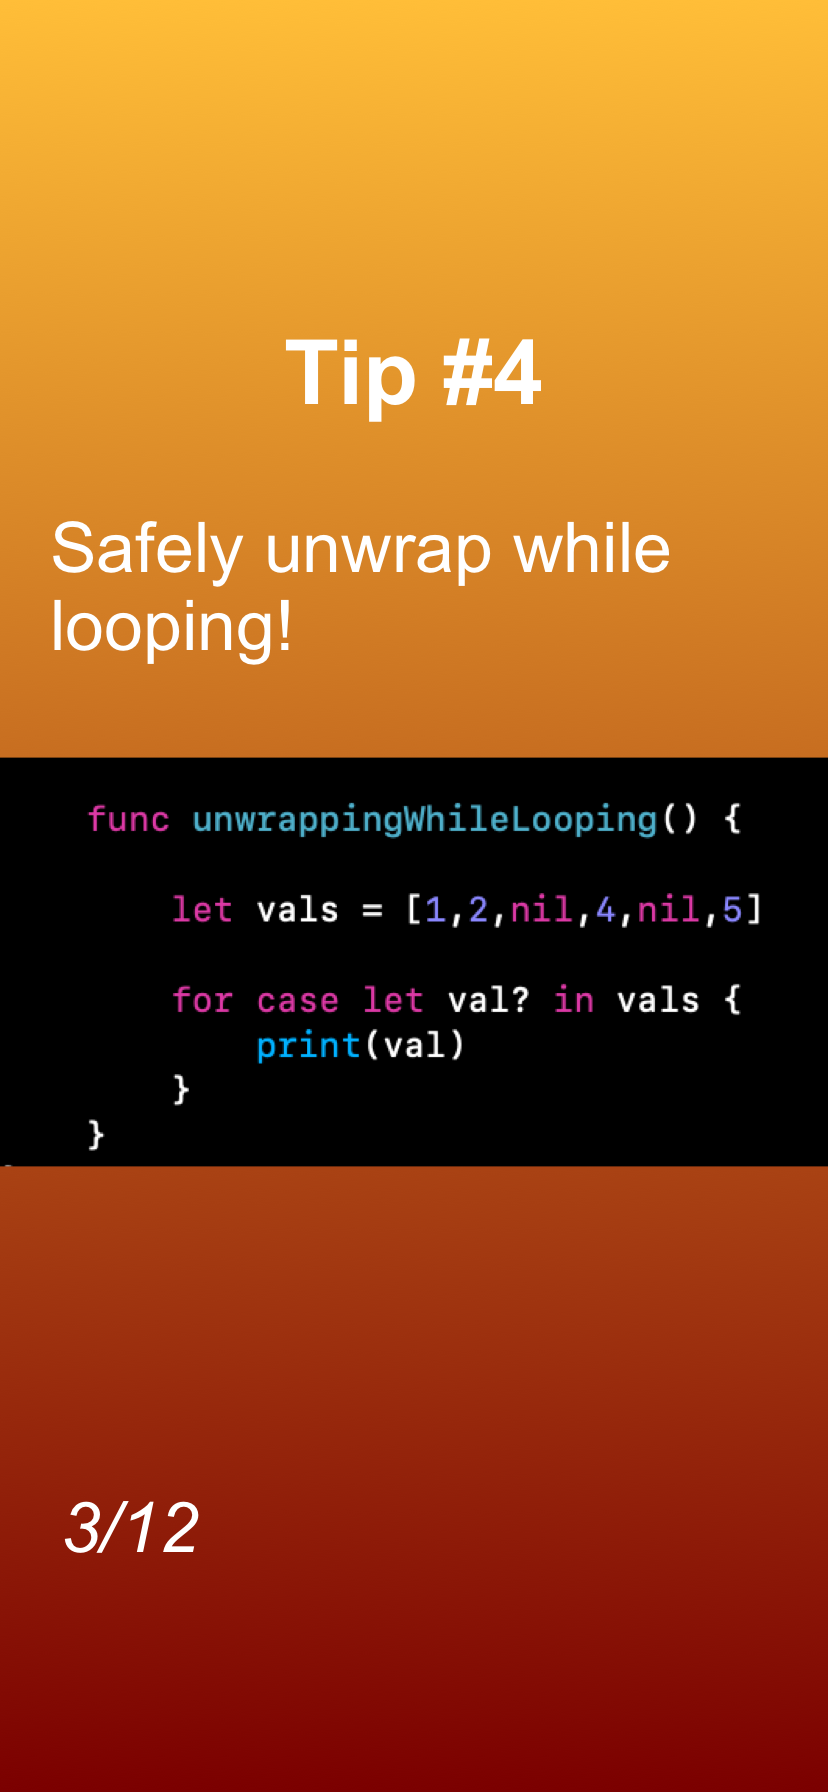 Tip #4
Safely unwrap while
looping!
func unwrappingWhileLooping() {
let vals = [1,2,nil,4,nil,5]
for case let val? in vals {
print(val)
}
}
3/12